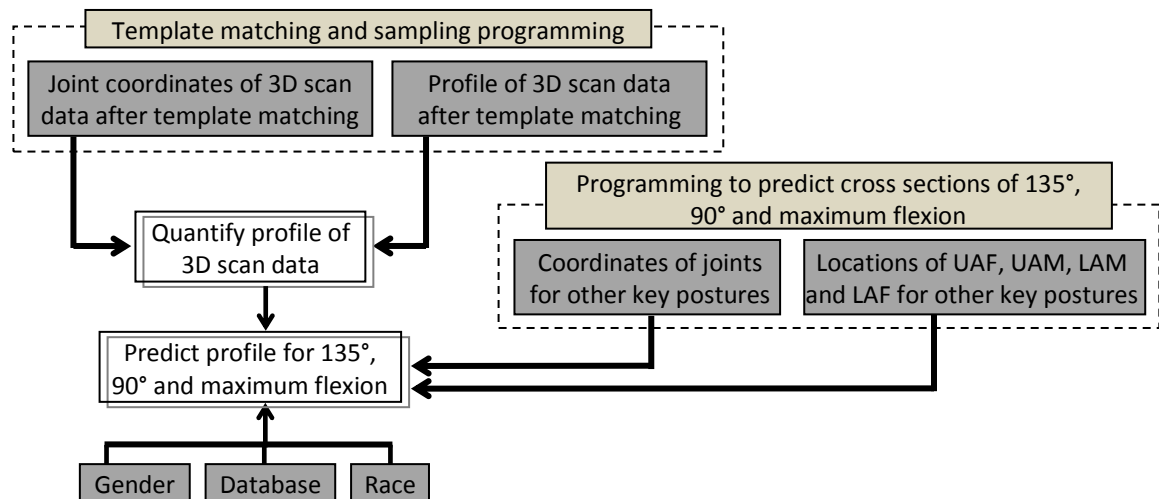 Template matching and sampling programming
Joint coordinates of 3D scan
data after template matching
Profile of 3D scan data
after template matching
Programming to predict cross sections of 135°,
90° and maximum flexion
Quantify profile of
3D scan data
Coordinates of joints
for other key postures
Locations of UAF, UAM, LAM
and LAF for other key postures
Predict profile for 135°,
90° and maximum flexion
Gender
Database
Race